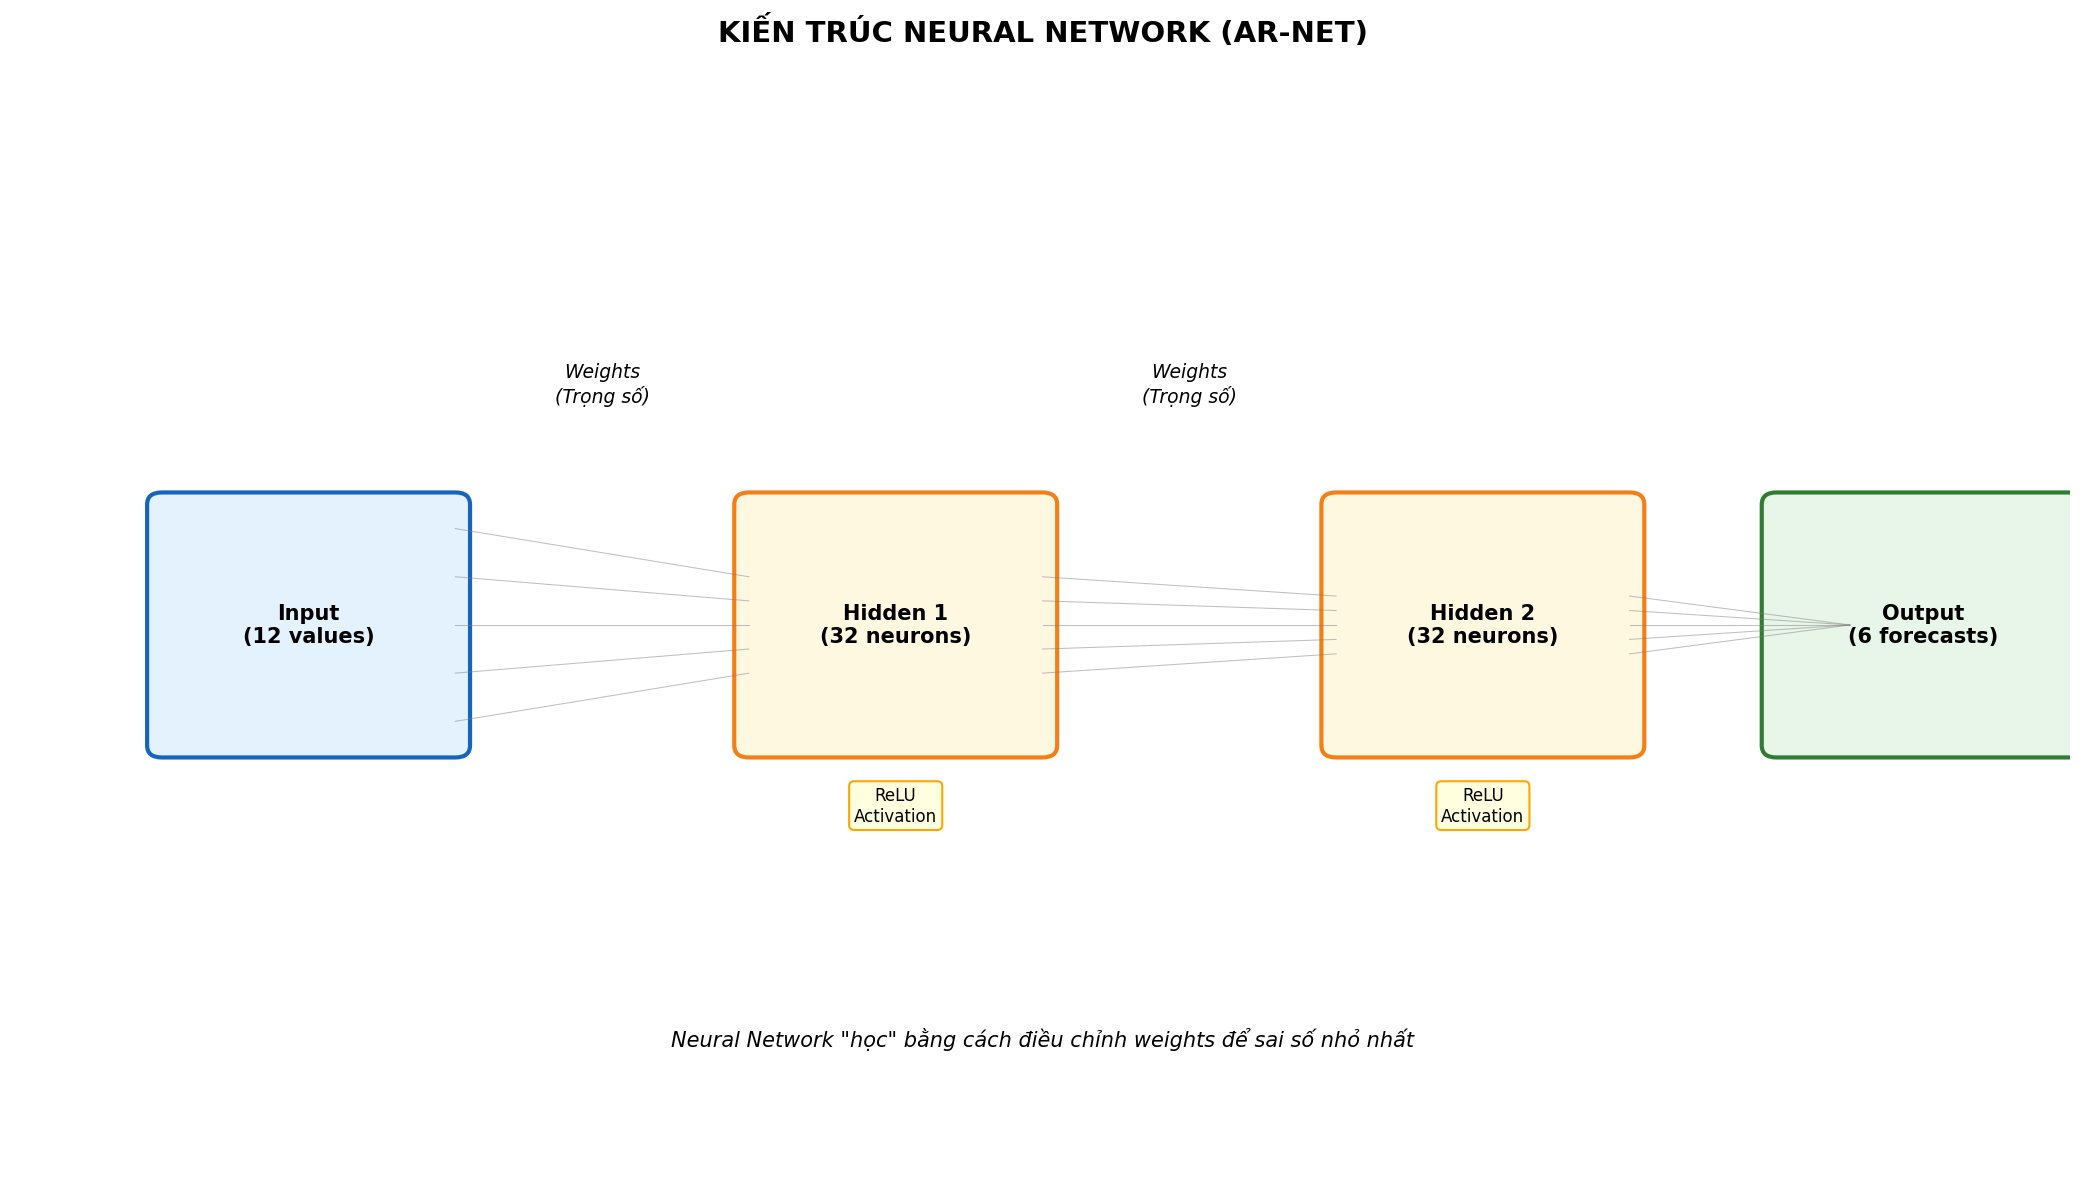 KIẾN TRÚC NEURAL NETWORK (AR-NET)
Weights
(Trọng số)
Weights
(Trọng số)
Input
(12 values)
Hidden 1
(32 neurons)
Hidden 2
(32 neurons)
Output
(6 forecasts)
ReLU
Activation
ReLU
Activation
Neural Network "học" bằng cách điều chỉnh weights để sai số nhỏ nhất